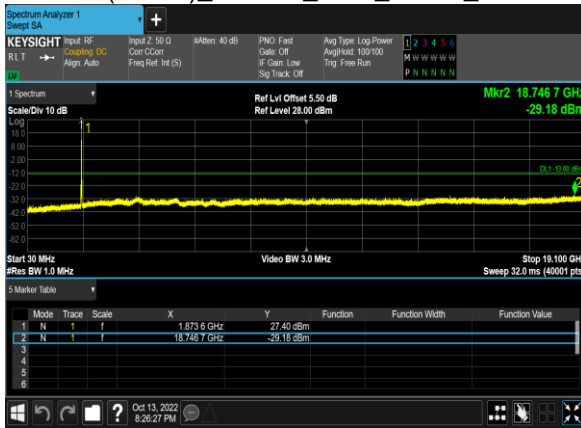 Spectrum Analyzer 1
Swept SA
KEYSIGHT Input: RF Input Z: 50 Ω #Atten: 40 dB PNO: Fast Avg Type: Log-Power 1 2 3 4 5 6
RLT Coupling: DC Corr CCorr Gate: Off Avg|Hold: 100/100 M W W W W W
Align: Auto Freq Ref: Int (S) IF Gain: Low Trig: Free Run
Sig Track: Off P N N N N N
1 Spectrum Ref Lvl Offset 5.50 dB Mkr2 18.746 7 GHz
Scale/Div 10 dB Ref Level 28.00 dBm -29.18 dBm
Log
1
18.0
8.00
-2.00
-12.0 DL1 -13.00 dBm
-22.0 2
-32.0
-42.0
-52.0
-62.0
Start 30 MHz Video BW 3.0 MHz Stop 19.100 GHz
#Res BW 1.0 MHz Sweep 32.0 ms (40001 pts
5 Marker Table
Mode Trace Scale X Y Function Function Width Function Value
1 N 1 f 1.873 6 GHz 27.40 dBm
2 N 1 f 18.746 7 GHz -29.18 dBm
3
4
5
6
? Oct 13, 2022
8:26:27 PM